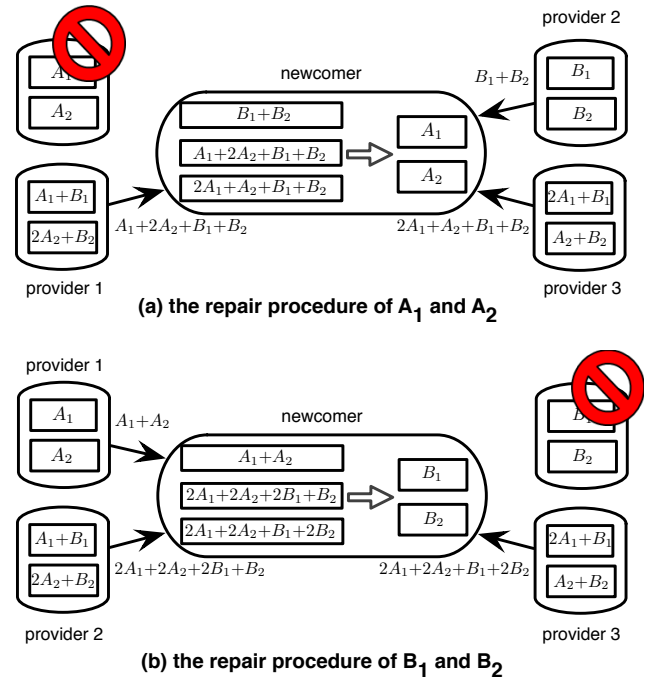 provider 2
newcomer
A₁
A₂
B₁+B₂
A₁+2A₂+B₁+B₂
2A₁+A₂+B₁+B₂
A₁
A₂
B₁+B₂
B₁
B₂
A₁+B₁
2A₂+B₂
A₁+2A₂+B₁+B₂
2A₁+A₂+B₁+B₂
2A₁+B₁
A₂+B₂
provider 1
provider 3
(a) the repair procedure of A₁ and A₂
provider 1
newcomer
A₁
A₂
A₁+A₂
A₁+A₂
2A₁+2A₂+2B₁+B₂
2A₁+2A₂+B₁+2B₂
B₁
B₂
B₂
A₁+B₁
2A₂+B₂
2A₁+2A₂+2B₁+B₂
2A₁+2A₂+B₁+2B₂
2A₁+B₁
A₂+B₂
provider 2
provider 3
(b) the repair procedure of B₁ and B₂